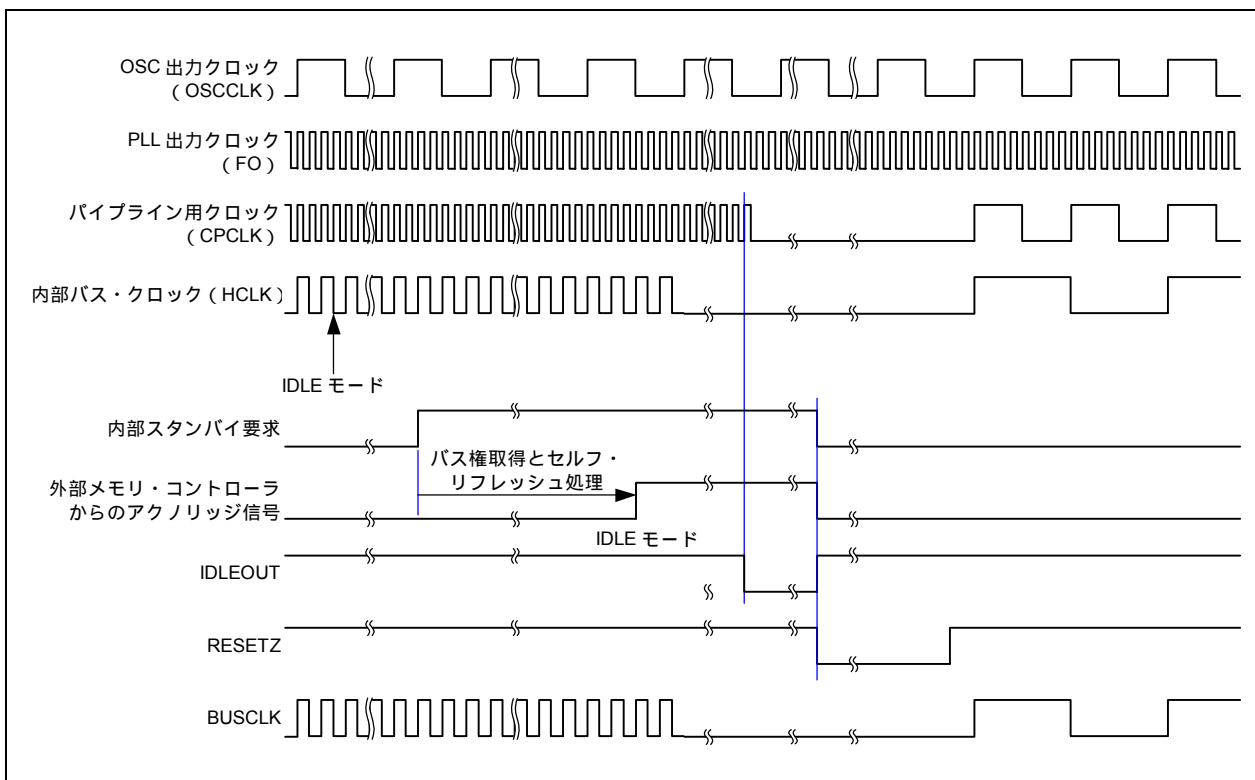 OSC 出力クロック
( OSCCLK )
PLL 出力クロック
( FO )
パイプライン用クロック
( CPCLK )
内部バス・クロック ( HCLK )
IDLE モード
内部スタンバイ要求
バス権取得とセルフ・
リフレッシュ処理
外部メモリ・コントローラ
からのアクノリッジ信号
IDLE モード
IDLEOUT
RESETZ
BUSCLK